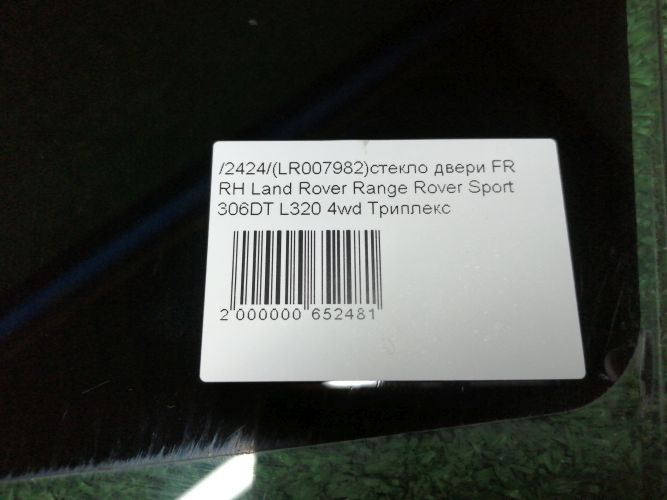 /2424/(LR007982)стекло двери FR
RH Land Rover Range Rover Sport
306DT L320 4wd Триплекс
2 000000 652481